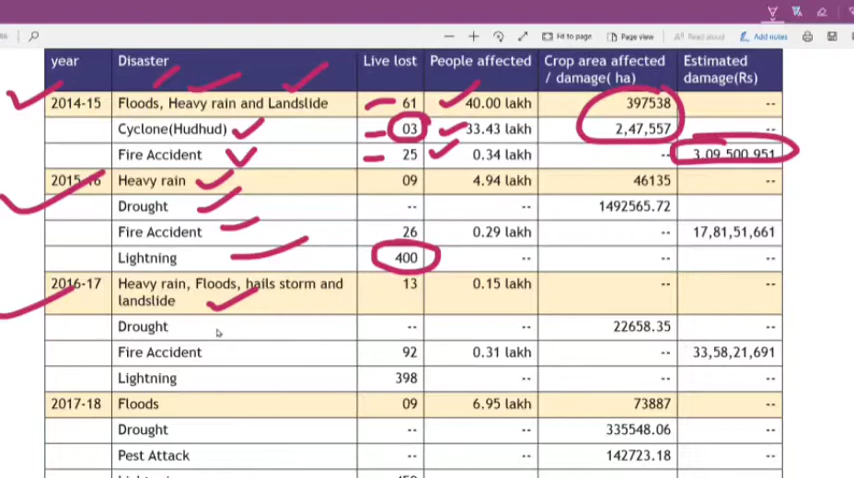 Fit to page Page view Read aloud Add notes
year Disaster Live lost People affected Crop area affected / damage( ha) Estimated damage(Rs)
2014-15 Floods, Heavy rain and Landslide 61 40.00 lakh 397538 --
Cyclone(Hudhud) 03 33.43 lakh 2,47,557 --
Fire Accident 25 0.34 lakh -- 3,09,500,951
2015-16 Heavy rain 09 4.94 lakh 46135 --
Drought -- -- 1492565.72
Fire Accident 26 0.29 lakh -- 17,81,51,661
Lightning 400 -- -- --
2016-17 Heavy rain, Floods, hails storm and landslide 13 0.15 lakh -- --
Drought -- -- 22658.35 --
Fire Accident 92 0.31 lakh -- 33,58,21,691
Lightning 398 -- -- --
2017-18 Floods 09 6.95 lakh 73887 --
Drought -- -- 335548.06 --
Pest Attack -- -- 142723.18 --